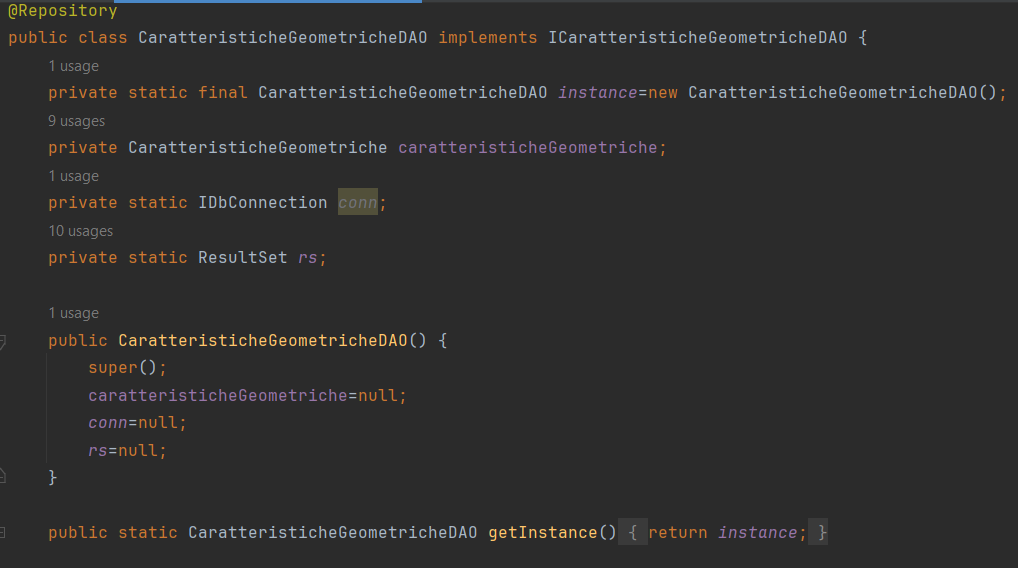 @Repository
public class CaratteristicheGeometricheDAO implements ICaratteristicheGeometricheDAO {
1 usage
private static final CaratteristicheGeometricheDAO instance=new CaratteristicheGeometricheDAO();
9 usages
private CaratteristicheGeometriche caratteristicheGeometriche;
1 usage
private static IDbConnection conn;
10 usages
private static ResultSet rs;
1 usage
public CaratteristicheGeometricheDAO() {
super();
caratteristicheGeometriche=null;
conn=null;
rs=null;
}
public static CaratteristicheGeometricheDAO getInstance() { return instance; }